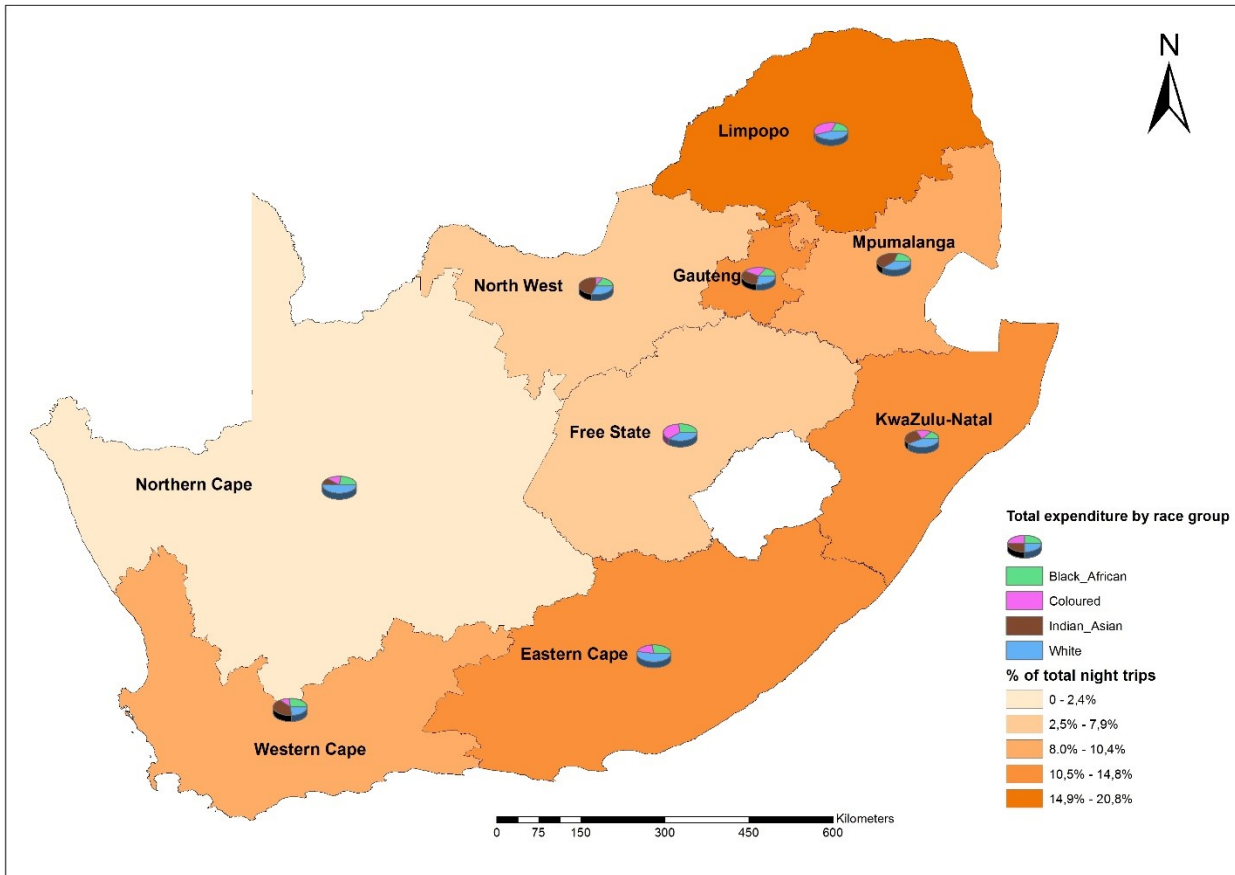 N
Limpopo
Mpumalanga
North West
Gauteng
KwaZulu-Natal
Free State
Northern Cape
Eastern Cape
Western Cape
Total expenditure by race group
Black_African
Coloured
Indian_Asian
White
% of total night trips
0 - 2,4%
2,5% - 7,9%
8.0% - 10,4%
10,5% - 14,8%
14,9% - 20,8%
Kilometers
0 75 150 300 450 600